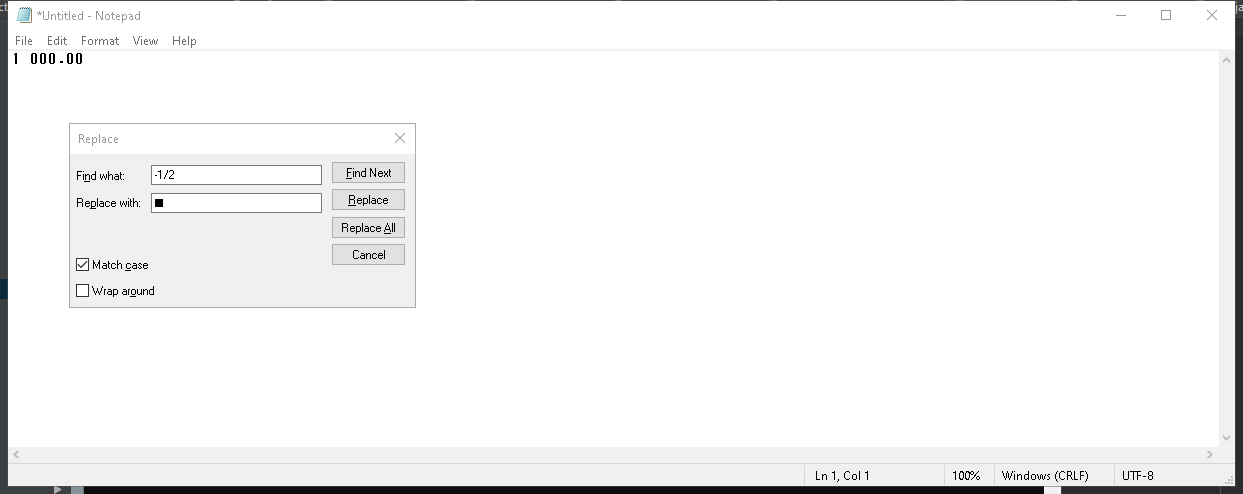 *Untitled - Notepad
File Edit Format View Help
1 000.00
Replace
Find what: -1/2 Find Next
Replace with: ■ Replace
Replace All
Cancel
Match case
Wrap around
Ln 1, Col 1 100% Windows (CRLF) UTF-8